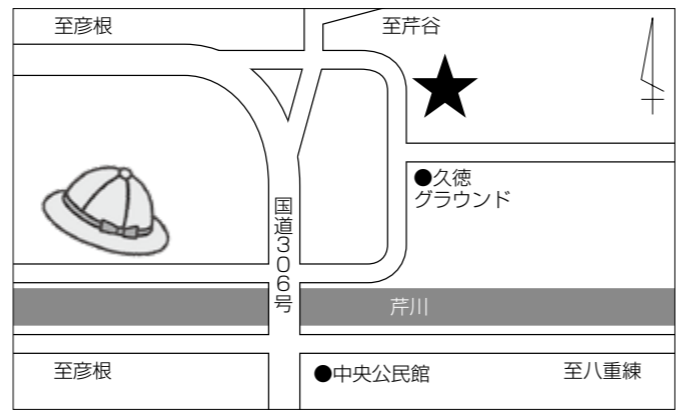 至彦根
至芹谷
●久徳
グラウンド
国道306号
芹川
至彦根
●中央公民館
至八重練